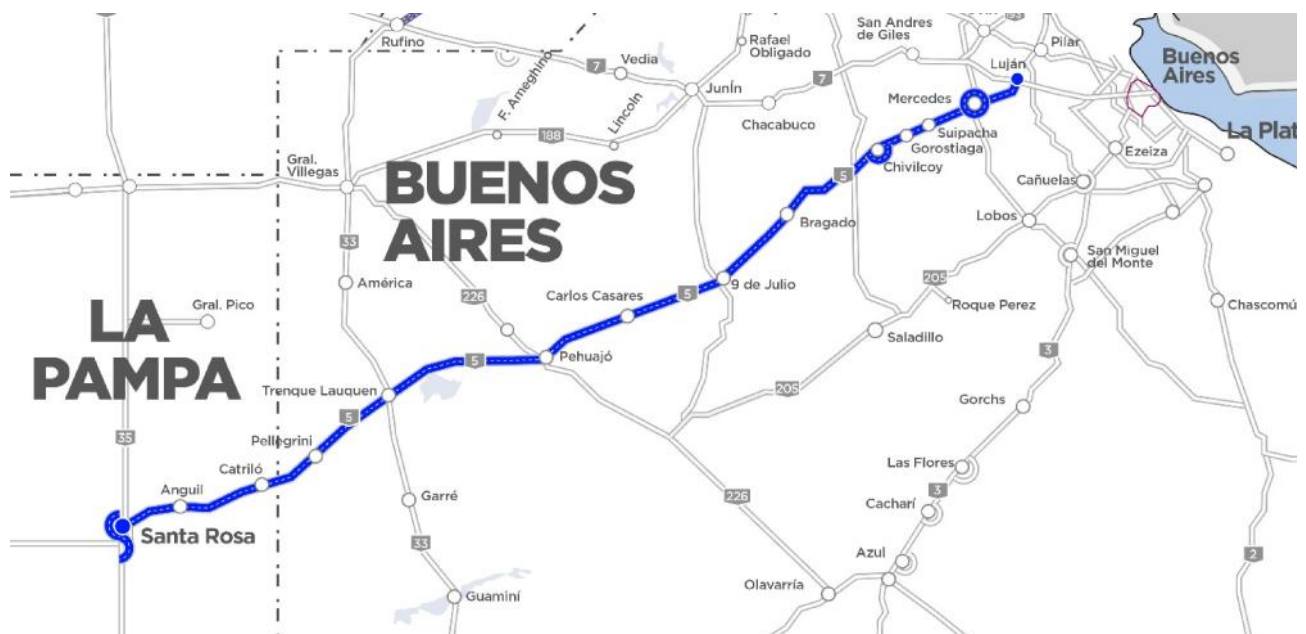 193
Rufino
San Andres
de Giles
Rafael
Obligado
Pilar
Luján
Buenos
Aires
7
Vedia
7
Junín
F. Ameghino
Lincoln
Mercedes
Chacabuco
188
Suipacha
Gorostiaga
Chivilcoy
La Plat
Ezeiza
Gral.
Villegas
BUENOS
AIRES
5
Cañuelas
Lobos
Bragado
33
San Miguel
del Monte
América
226
Carlos Casares
5
9 de Julio
205
Roque Perez
Chascomú
Gral. Pico
LA
PAMPA
Saladillo
5
Pehuajó
3
Trenque Lauquen
205
5
Gorchs
35
Pellegrini
Catriló
Las Flores
Anguil
Garré
226
3
Cacharí
Santa Rosa
33
Azul
2
Olavarría
Guaminí